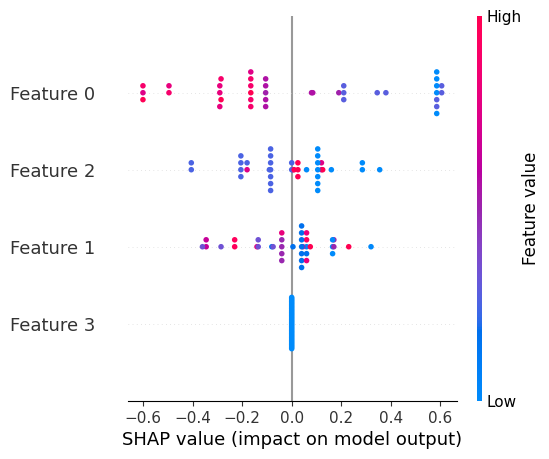 High
Feature 0
Feature 2
Feature 1
Feature 3
Feature value
Low
−0.6 −0.4 −0.2 0.0 0.2 0.4 0.6
SHAP value (impact on model output)